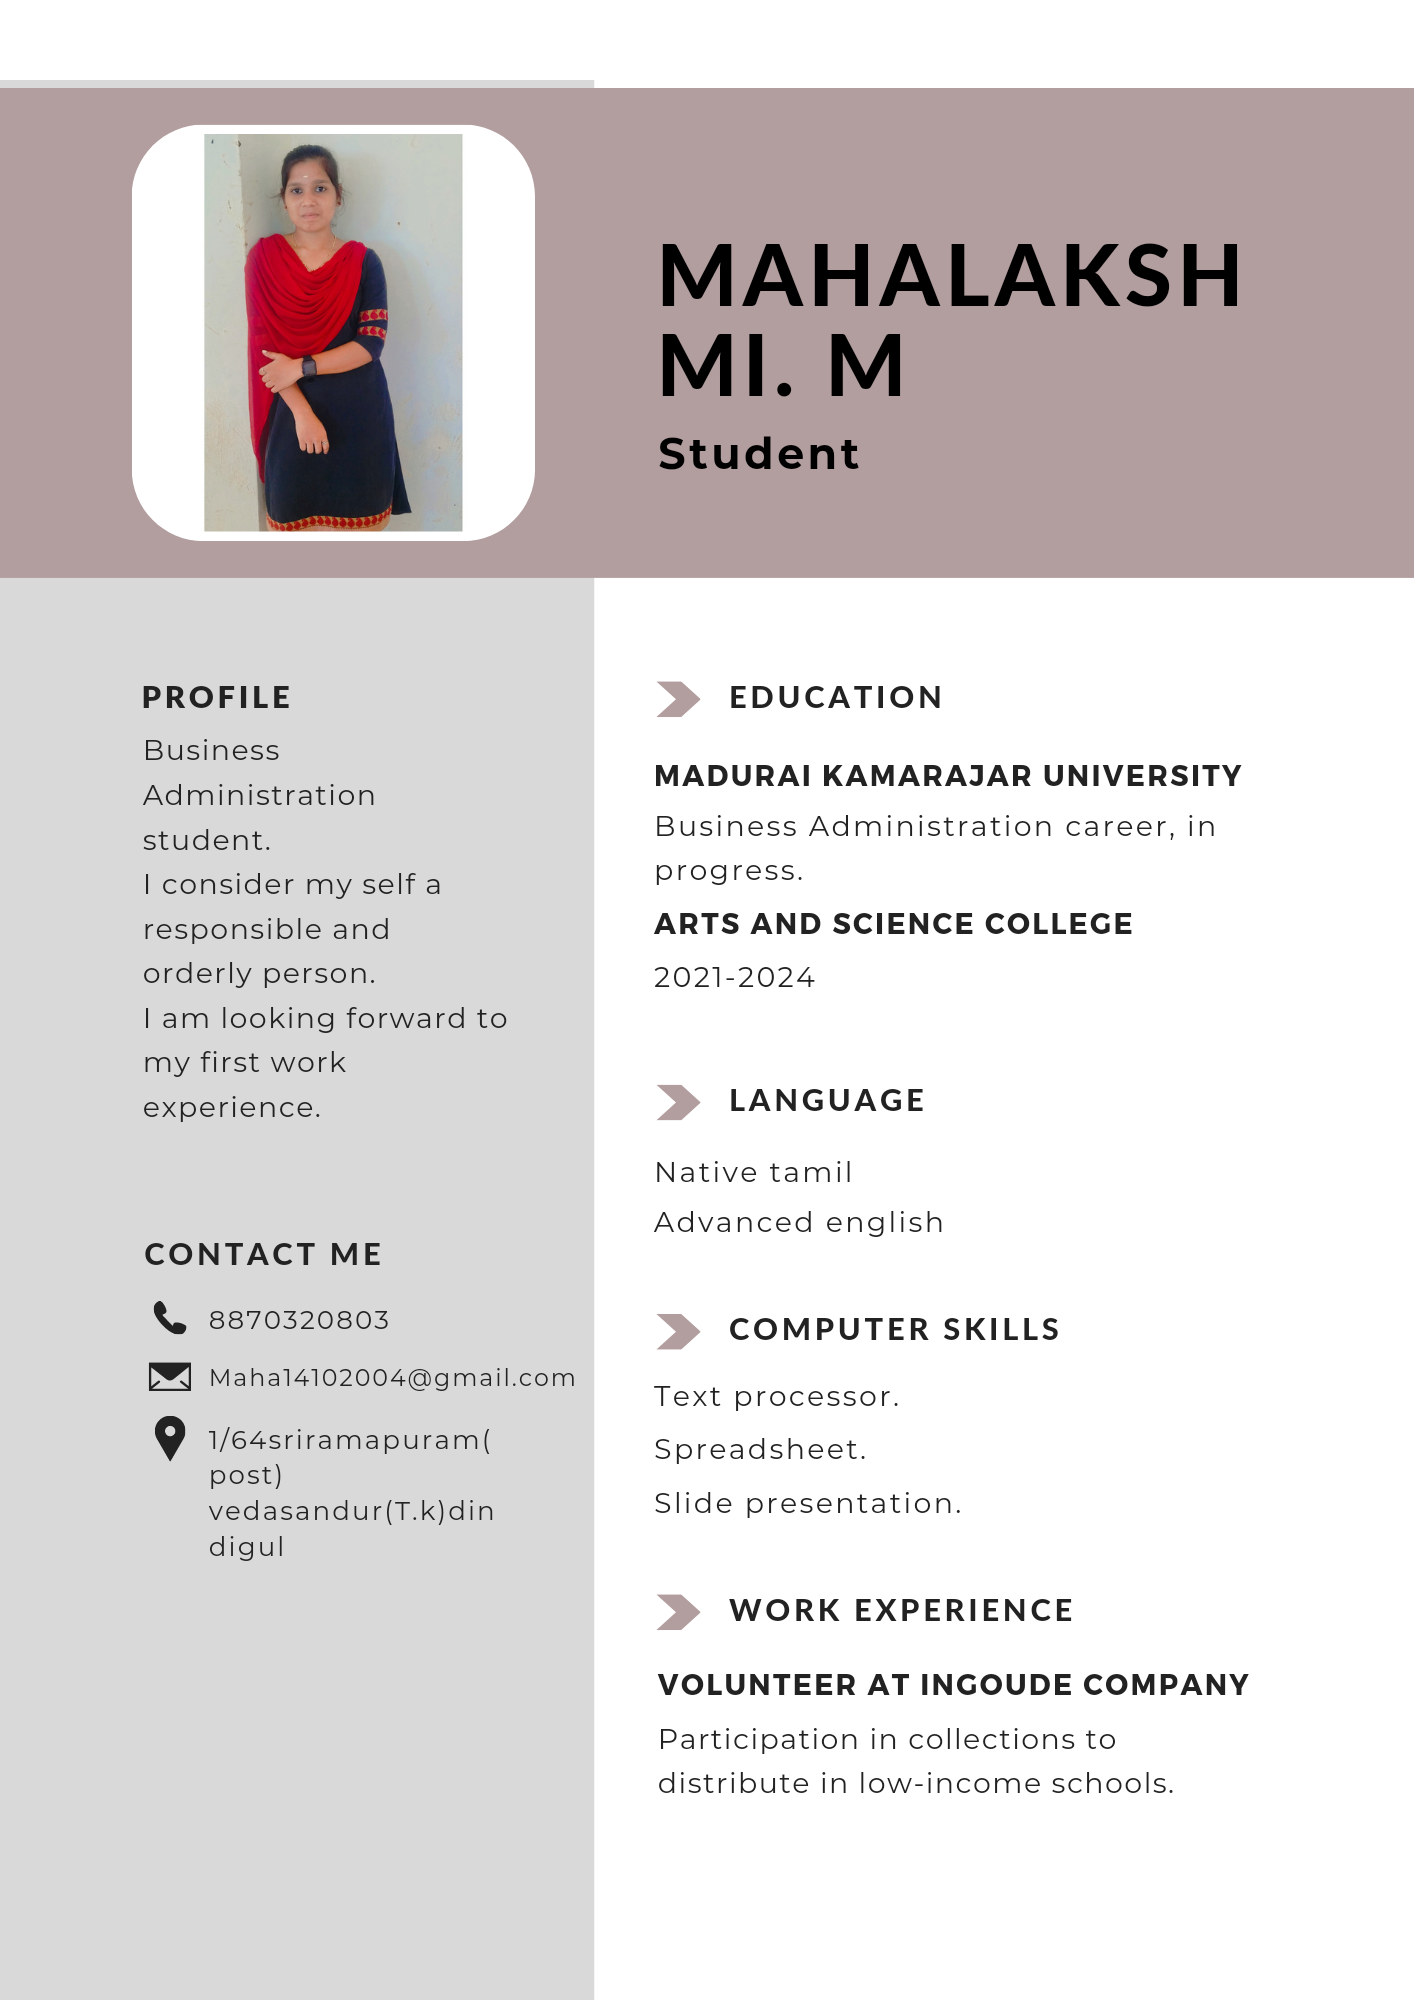 MAHALAKSH
MI. M
Student
PROFILE
Business
Administration
student.
I consider my self a
responsible and
orderly person.
I am looking forward to
my first work
experience.
CONTACT ME
8870320803
Maha14102004@gmail.com
1/64sriramapuram(
post)
vedasandur(T.k)din
digul
EDUCATION
MADURAI KAMARAJAR UNIVERSITY
Business Administration career, in
progress.
ARTS AND SCIENCE COLLEGE
2021-2024
LANGUAGE
Native tamil
Advanced english
COMPUTER SKILLS
Text processor.
Spreadsheet.
Slide presentation.
WORK EXPERIENCE
VOLUNTEER AT INGOUDE COMPANY
Participation in collections to
distribute in low-income schools.